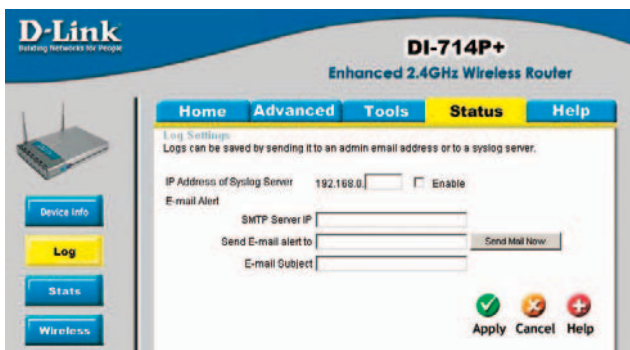 D-Link
Building Networks for People
DI-714P+
Enhanced 2.4GHz Wireless Router
Home Advanced Tools Status Help
Log Settings
Logs can be saved by sending it to an admin email address or to a syslog server.
IP Address of Syslog Server 192.168.0. Enable
E-mail Alert
SMTP Server IP
Send E-mail alert to Send Mail Now
E-mail Subject
Device Info
Log
Stats
Wireless
Apply Cancel Help